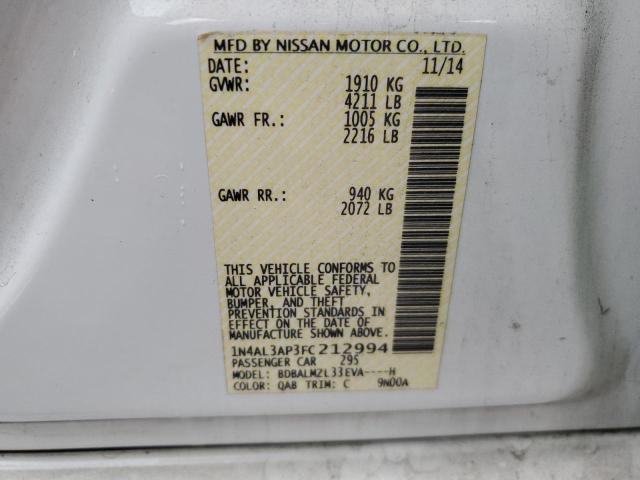 MFD BY NISSAN MOTOR CO., LTD.
DATE: 11/14
GVWR: 1910 KG
4211 LB
GAWR FR.: 1005 KG
2216 LB
GAWR RR.: 940 KG
2072 LB
THIS VEHICLE CONFORMS TO
ALL APPLICABLE FEDERAL
MOTOR VEHICLE SAFETY,
BUMPER, AND THEFT
PREVENTION STANDARDS IN
EFFECT ON THE DATE OF
MANUFACTURE SHOWN ABOVE.
1N4AL3AP3FC212994
PASSENGER CAR 295
MODEL: BDBALMZL33EVA----H
COLOR: QAB TRIM: C 9N00A